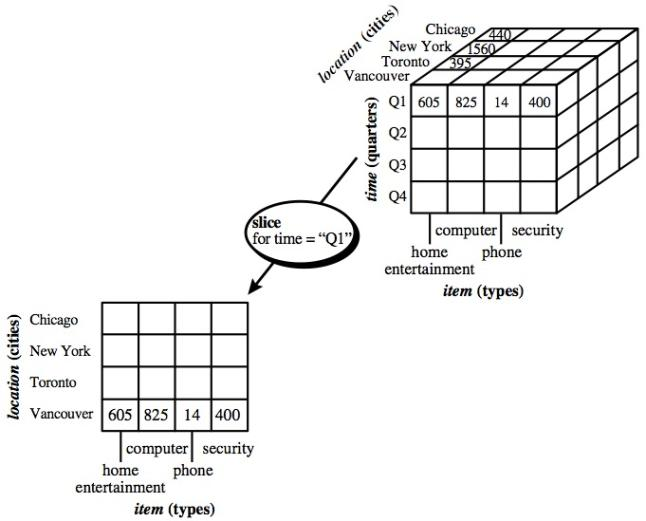 location (cities)
Chicago 440
New York 1560
Toronto 395
Vancouver
time (quarters)
Q1 605 825 14 400
Q2
Q3
Q4
computer security
home phone
entertainment
item (types)
slice
for time = “Q1”
location (cities)
Chicago
New York
Toronto
Vancouver 605 825 14 400
computer security
home phone
entertainment
item (types)